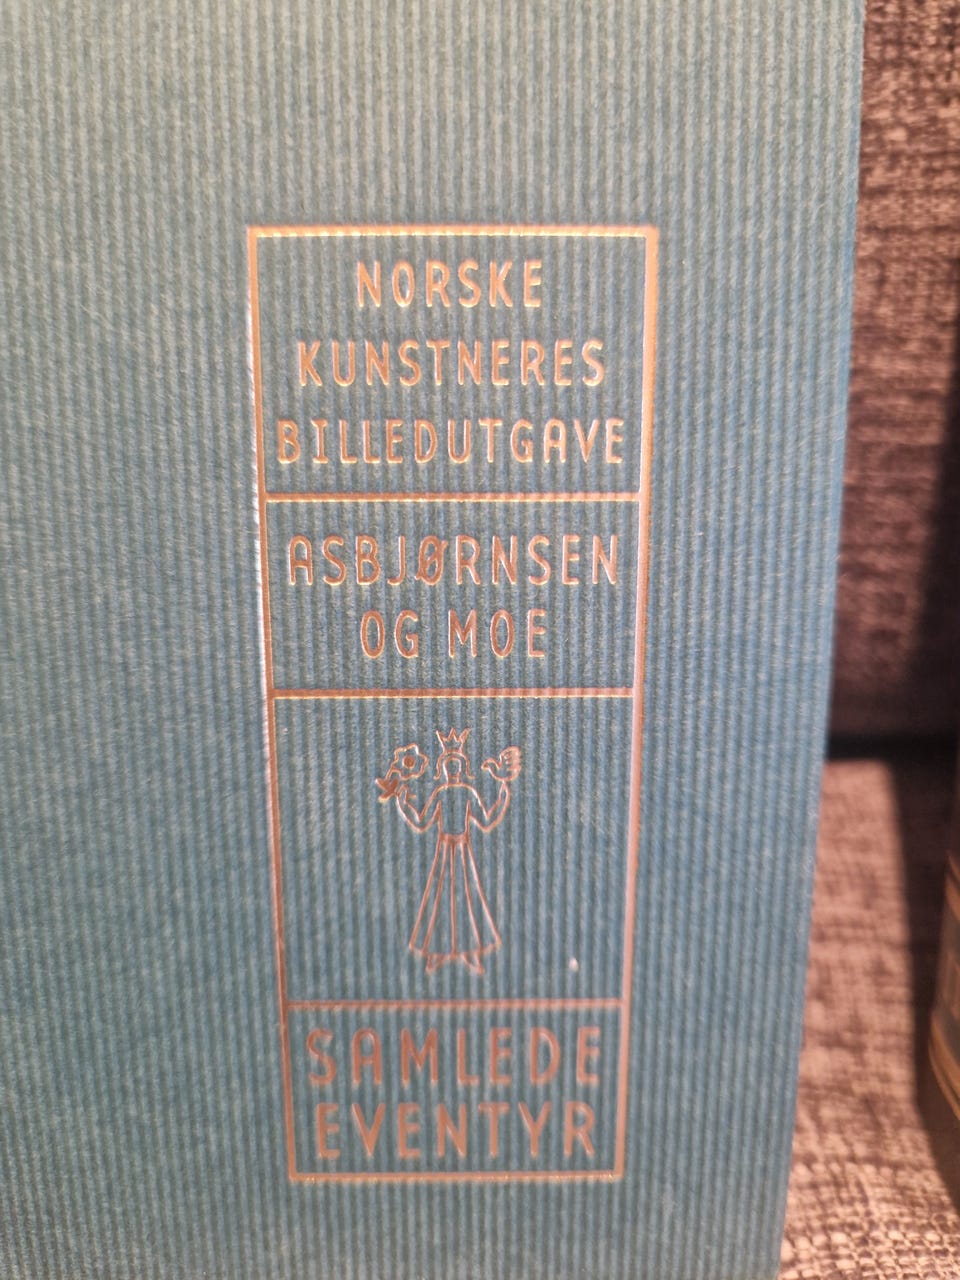 NORSKE
KUNSTNERES
BILLEDUTGAVE
ASBJØRNSEN
OG MOE
SAMLEDE
EVENTYR